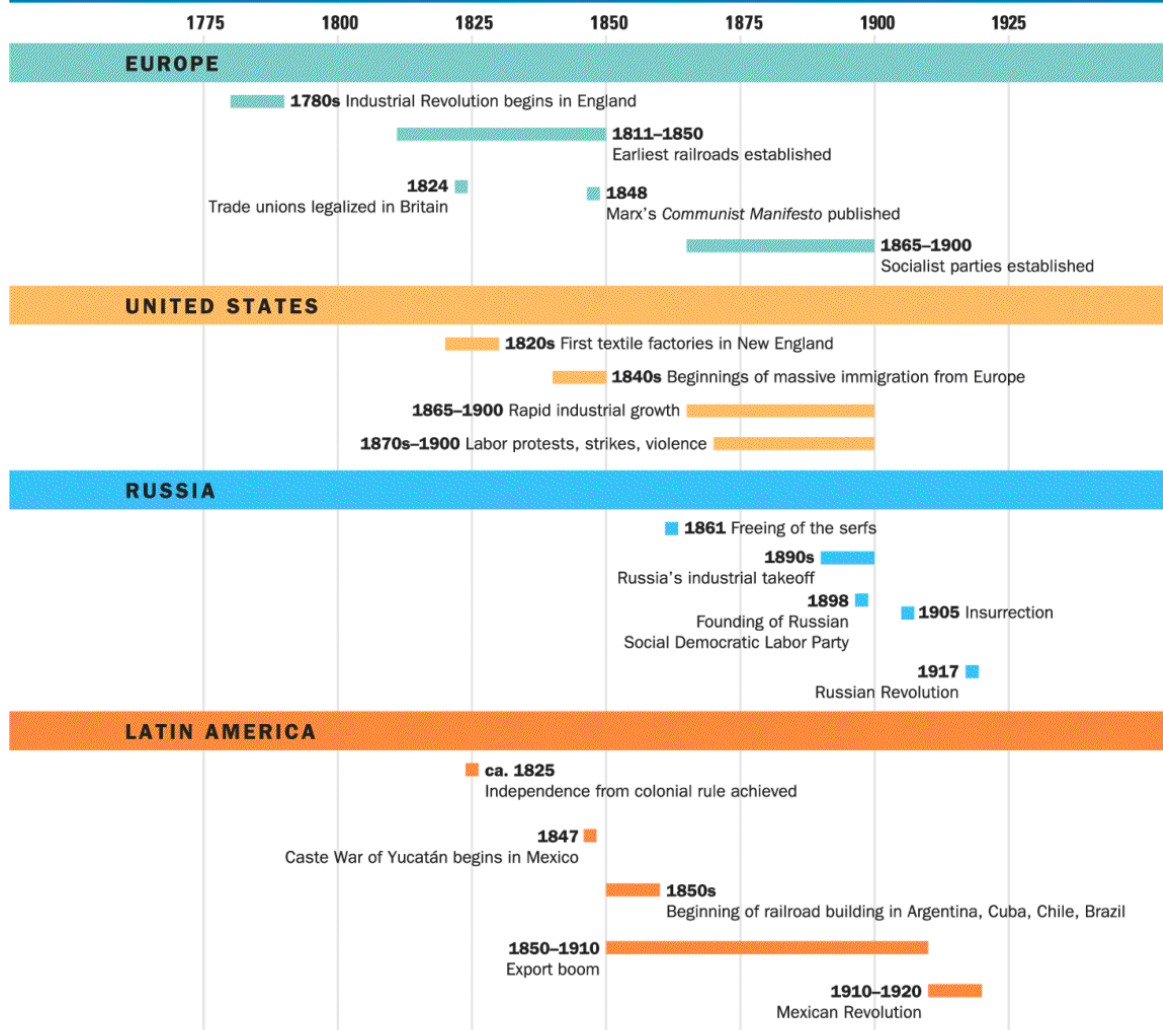 1775 1800 1825 1850 1875 1900 1925
EUROPE
1780s Industrial Revolution begins in England
1811–1850
Earliest railroads established
1824
Trade unions legalized in Britain
1848
Marx's Communist Manifesto published
1865–1900
Socialist parties established
UNITED STATES
1820s First textile factories in New England
1840s Beginnings of massive immigration from Europe
1865–1900 Rapid industrial growth
1870s–1900 Labor protests, strikes, violence
RUSSIA
1861 Freeing of the serfs
1890s
Russia's industrial takeoff
1898
Founding of Russian
Social Democratic Labor Party
1905 Insurrection
1917
Russian Revolution
LATIN AMERICA
ca. 1825
Independence from colonial rule achieved
1847
Caste War of Yucatán begins in Mexico
1850s
Beginning of railroad building in Argentina, Cuba, Chile, Brazil
1850–1910
Export boom
1910–1920
Mexican Revolution